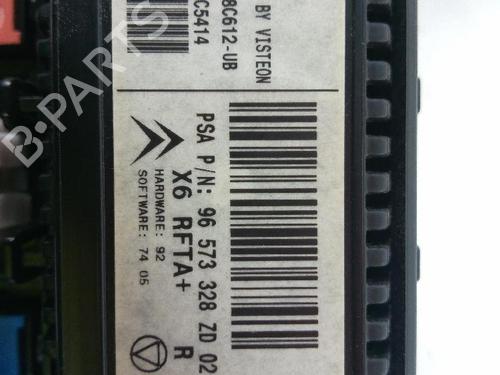 BY VISTEON
8C612-UB
C5414
PSA P/N: 96 573 328 ZD 02
X6 RFTA+ R
HARDWARE: 92
SOFTWARE: 74 05
B-PARTS